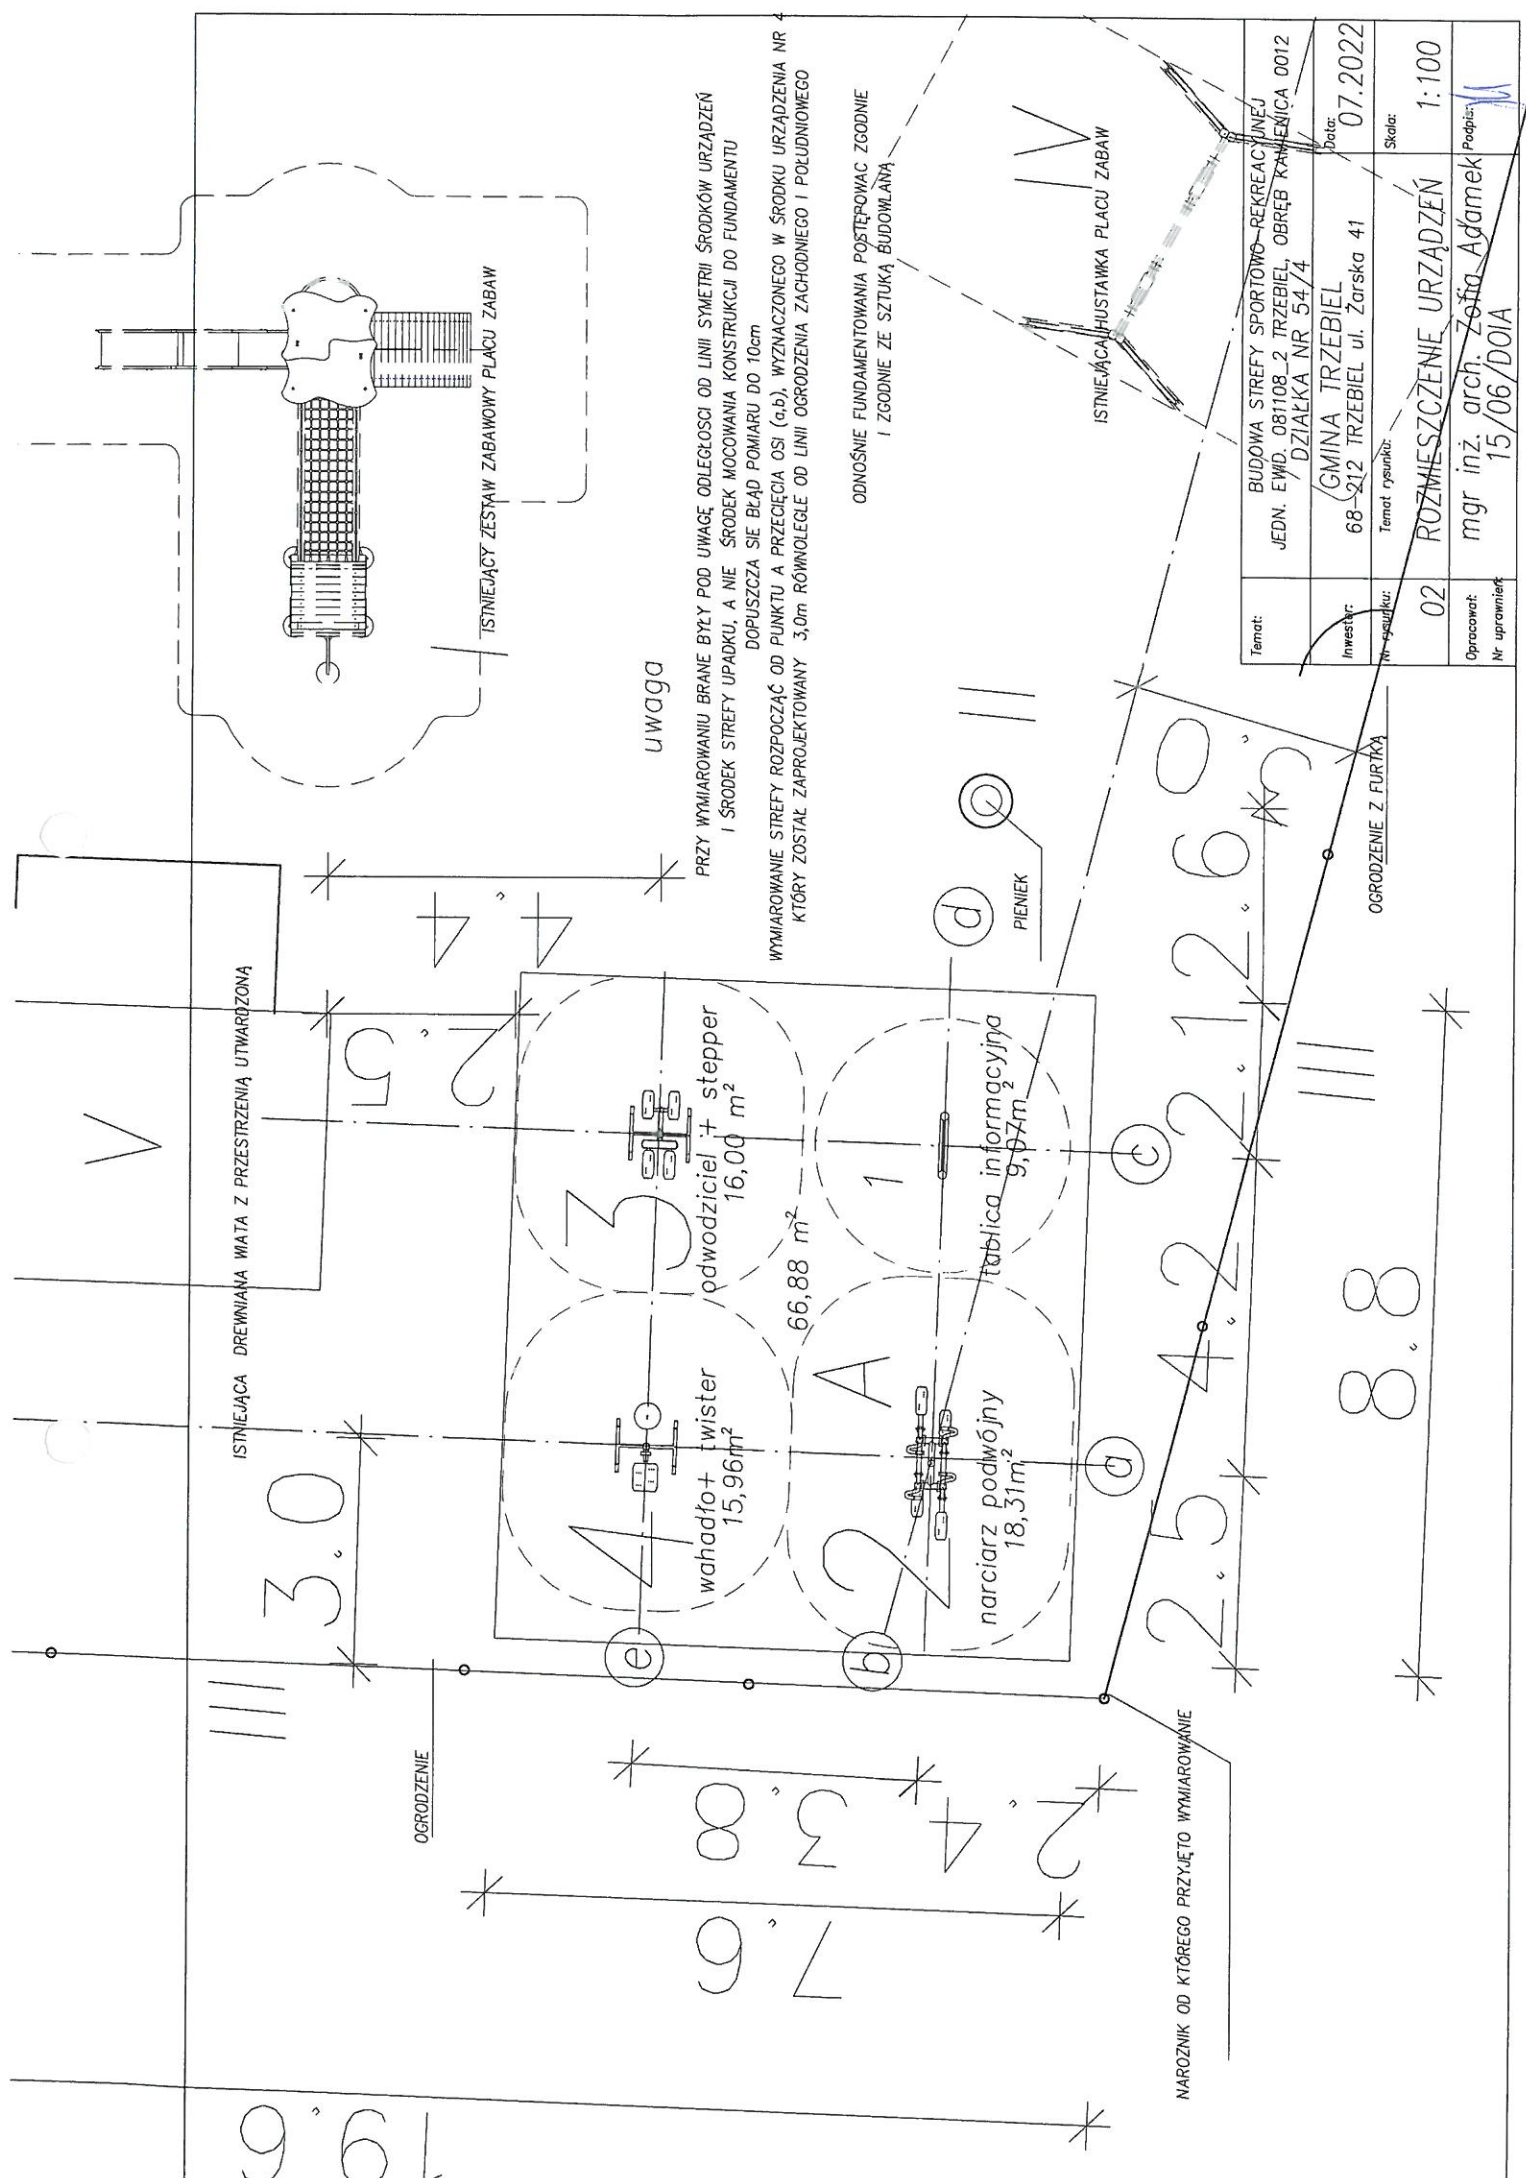 ISTNIEJĄCY ZESTAW ZABAWOWY PLACU ZABAW
V
ISTNIEJĄCA DREWNIANA WIATA Z PRZESTRZENIĄ UTWARDZONĄ
I
III
OGRODZENIE
19,6
3,0
2,5
4,4
uwaga
PRZY WYMIAROWANIU BRANE BYŁY POD UWAGĘ ODLEGŁOSCI OD LINII SYMETRII ŚRODKÓW URZĄDZEŃ
I ŚRODEK STREFY UPADKU, A NIE ŚRODEK MOCOWANIA KONSTRUKCJI DO FUNDAMENTU
DOPUSZCZA SIE BŁĄD POMIARU DO 10cm
WYMIAROWANIE STREFY ROZPOCZĄĆ OD PUNKTU A PRZECIĘCIA OSI (a,b), WYZNACZONEGO W ŚRODKU URZĄDZENIA NR 4
KTÓRY ZOSTAŁ ZAPROJEKTOWANY 3,0m RÓWNOLEGLE OD LINII OGRODZENIA ZACHODNIEGO I POŁUDNIOWEGO
ODNOŚNIE FUNDAMENTOWANIA POSTĘPOWAC ZGODNIE
I ZGODNIE ZE SZTUKĄ BUDOWLANĄ
IV
ISTNIEJĄCA HUSTAWKA PLACU ZABAW
e
4
wahadło+ twister
15,96m²
3
odwodziciel + stepper
16,00 m²
66,88 m²
b
2
A
narciarz podwójny
18,31m²
1
tablica informacyjna
9,07m²
d
II
PIENIEK
a
c
7,6
3,8
2,4
NAROZNIK OD KTÓREGO PRZYJĘTO WYMIAROWANIE
2,5
4,2
2,1
2,6
3,0
III
8,8
OGRODZENIE Z FURTKĄ
Temat:
BUDOWA STREFY SPORTOWO-REKREACYJNEJ
JEDN. EWID. 081108_2 TRZEBIEL, OBRĘB KAMIENICA 0012
DZIAŁKA NR 54/4
Inwestor:
GMINA TRZEBIEL
68-212 TRZEBIEL ul. Żarska 41
Data:
07.2022
Nr rysunku:
02
Temat rysunku:
ROZMIESZCZENIE URZĄDZEŃ
Skala:
1:100
Opracował:
mgr inż. arch. Zofia Adamek
Podpis:
Nr uprawnień:
15/06/DOIA